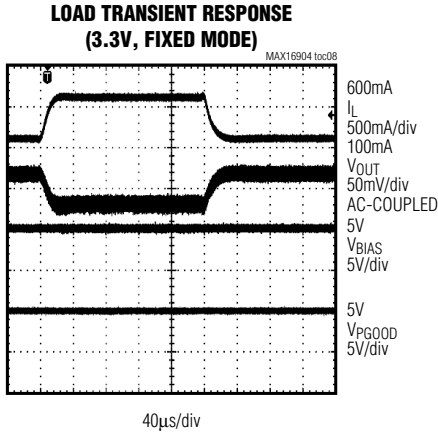 LOAD TRANSIENT RESPONSE
(3.3V, FIXED MODE)
MAX16904 toc08
T
600mA
IL
500mA/div
100mA
VOUT
50mV/div
AC-COUPLED
5V
VBIAS
5V/div
5V
VPGOOD
5V/div
40µs/div